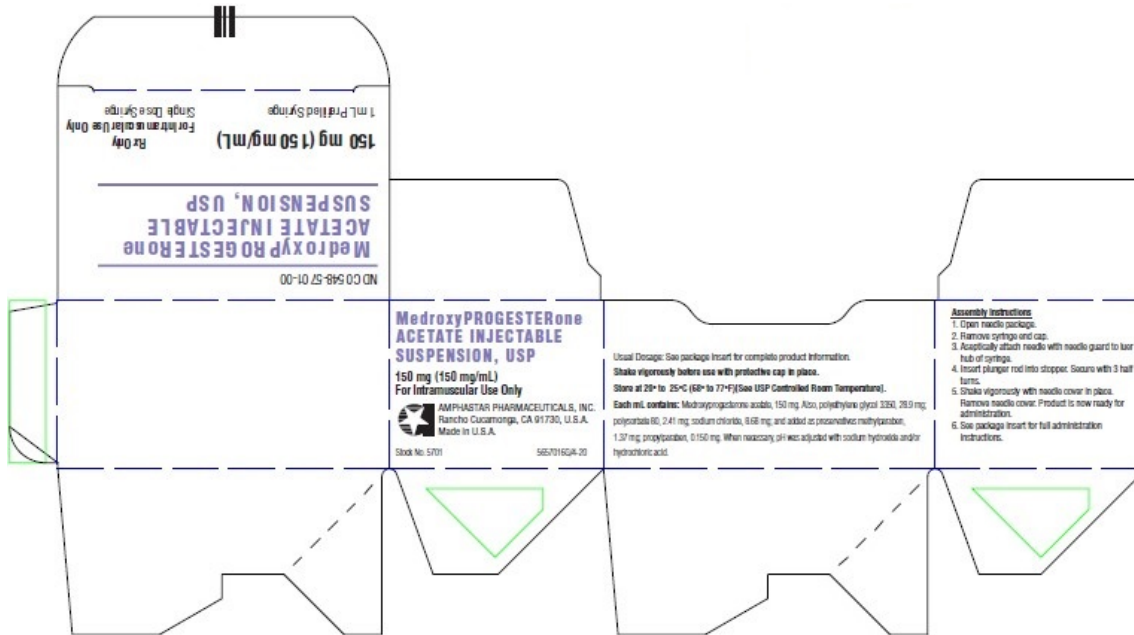 NDC 0548-5701-00
MedroxyPROGESTERone
ACETATE INJECTABLE
SUSPENSION, USP
150 mg (150 mg/mL)
Rx Only
For Intramuscular Use Only
1 mL Prefilled Syringe
Single Dose Syringe
MedroxyPROGESTERone
ACETATE INJECTABLE
SUSPENSION, USP
150 mg (150 mg/mL)
For Intramuscular Use Only
AMPHASTAR PHARMACEUTICALS, INC.
Rancho Cucamonga, CA 91730, U.S.A.
Made in U.S.A.
Stock No. 5701
Usual Dosage: See package insert for complete product information.
Shake vigorously before use with protective cap in place.
Store at 20° to 25°C (68° to 77°F)[See USP Controlled Room Temperature].
Each mL contains: Medroxyprogesterone acetate, 150 mg. Also, polyethylene glycol 3350, 28.9 mg;
polysorbate 80, 2.41 mg; sodium chloride, 8.68 mg; and added as preservatives methylparaben,
1.37 mg; propylparaben, 0.150 mg. When necessary, pH was adjusted with sodium hydroxide and/or
hydrochloric acid.
Assembly Instructions
1. Open needle package.
2. Remove syringe end cap.
3. Aseptically attach needle with needle guard to luer
hub of syringe.
4. Insert plunger rod into stopper. Secure with 3 half
turns.
5. Shake vigorously with needle cover in place.
Remove needle cover. Product is now ready for
administration.
6. See package insert for full administration
instructions.